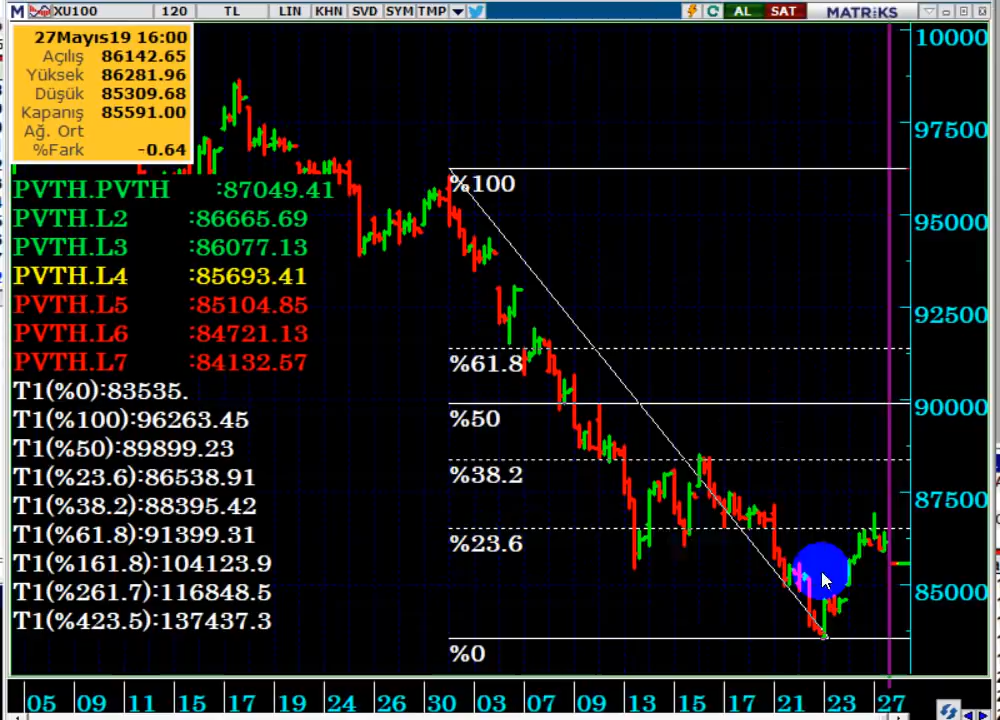 M XU100 120 TL LIN KHN SVD SYM TMP AL SAT MATRiKS
27Mayıs19 16:00
Açılış 86142.65
Yüksek 86281.96
Düşük 85309.68
Kapanış 85591.00
Ağ. Ort
%Fark -0.64
PVTH.PVTH :87049.41
PVTH.L2 :86665.69
PVTH.L3 :86077.13
PVTH.L4 :85693.41
PVTH.L5 :85104.85
PVTH.L6 :84721.13
PVTH.L7 :84132.57
T1(%0):83535.
T1(%100):96263.45
T1(%50):89899.23
T1(%23.6):86538.91
T1(%38.2):88395.42
T1(%61.8):91399.31
T1(%161.8):104123.9
T1(%261.7):116848.5
T1(%423.5):137437.3
%100
%61.8
%50
%38.2
%23.6
%0
10000
97500
95000
92500
90000
87500
85000
05 09 11 15 17 19 24 26 30 03 07 09 13 15 17 21 23 27